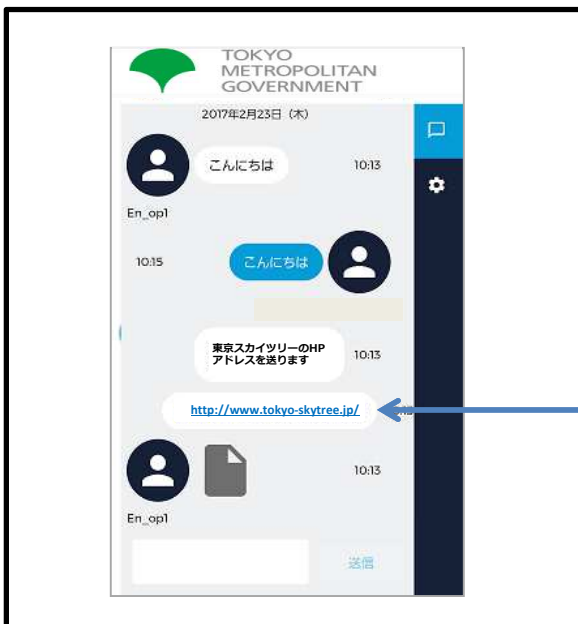 TOKYO
METROPOLITAN
GOVERNMENT
2017年2月23日（木）
こんにちは
10:13
En_op1
10:15
こんにちは
東京スカイツリーのHP
アドレスを送ります
10:13
http://www.tokyo-skytree.jp/
10:13
En_op1
送信